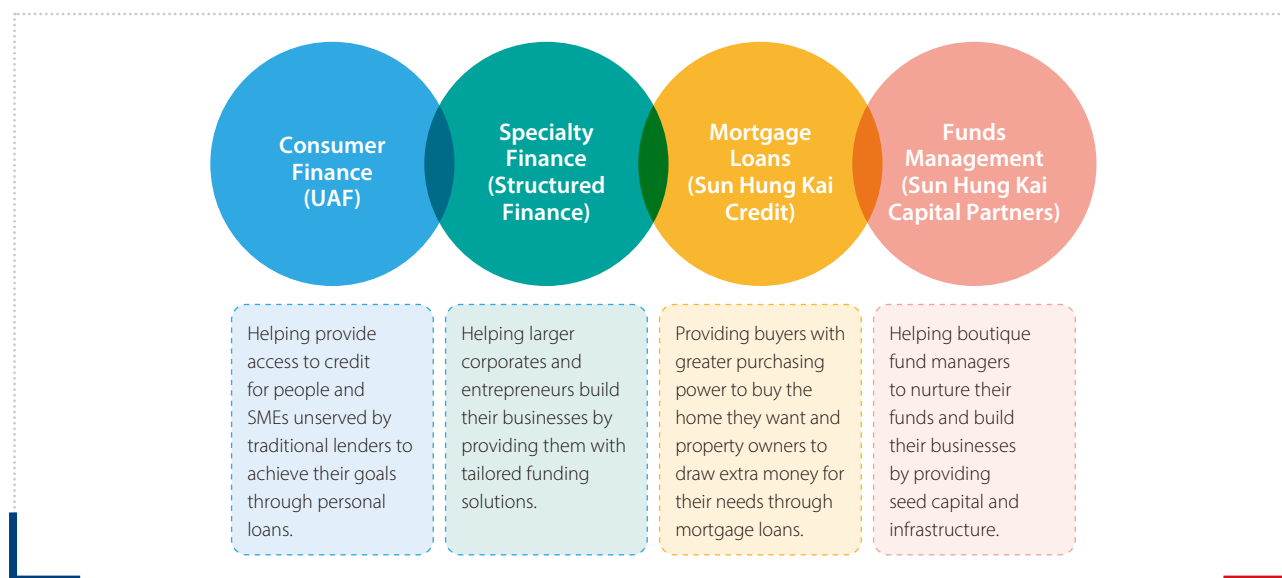 Consumer
Finance
(UAF)
Specialty
Finance
(Structured
Finance)
Mortgage
Loans
(Sun Hung Kai
Credit)
Funds
Management
(Sun Hung Kai
Capital Partners)
Helping provide
access to credit
for people and
SMEs unserved by
traditional lenders to
achieve their goals
through personal
loans.
Helping larger
corporates and
entrepreneurs build
their businesses by
providing them with
tailored funding
solutions.
Providing buyers with
greater purchasing
power to buy the
home they want and
property owners to
draw extra money for
their needs through
mortgage loans.
Helping boutique
fund managers
to nurture their
funds and build
their businesses
by providing
seed capital and
infrastructure.